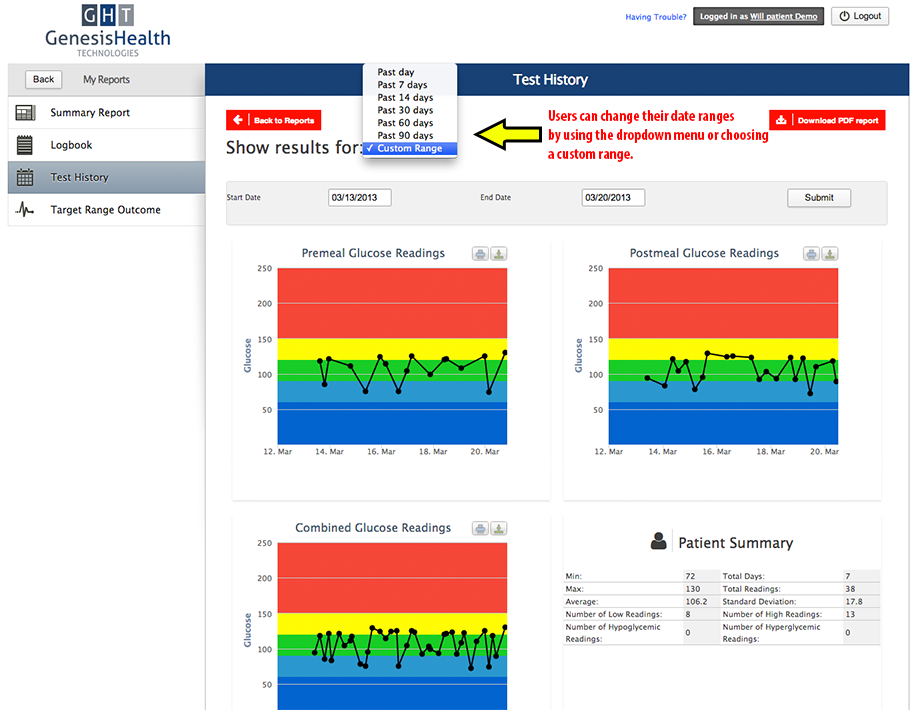 GHT
GenesisHealth
TECHNOLOGIES
Having Trouble?
Logged in as Will patient Demo
Logout
Back
My Reports
Summary Report
Logbook
Test History
Target Range Outcome
Test History
Back to Reports
Show results for:
Past day
Past 7 days
Past 14 days
Past 30 days
Past 60 days
Past 90 days
✓ Custom Range
Users can change their date ranges
by using the dropdown menu or choosing
a custom range.
Download PDF report
Start Date
03/13/2013
End Date
03/20/2013
Submit
Premeal Glucose Readings
Glucose
250
200
150
100
50
12. Mar
14. Mar
16. Mar
18. Mar
20. Mar
Postmeal Glucose Readings
Glucose
250
200
150
100
50
12. Mar
14. Mar
16. Mar
18. Mar
20. Mar
Combined Glucose Readings
Glucose
250
200
150
100
50
Patient Summary
Min: 72 Total Days: 7
Max: 130 Total Readings: 38
Average: 106.2 Standard Deviation: 17.8
Number of Low Readings: 8 Number of High Readings: 13
Number of Hypoglycemic Readings: 0 Number of Hyperglycemic Readings: 0